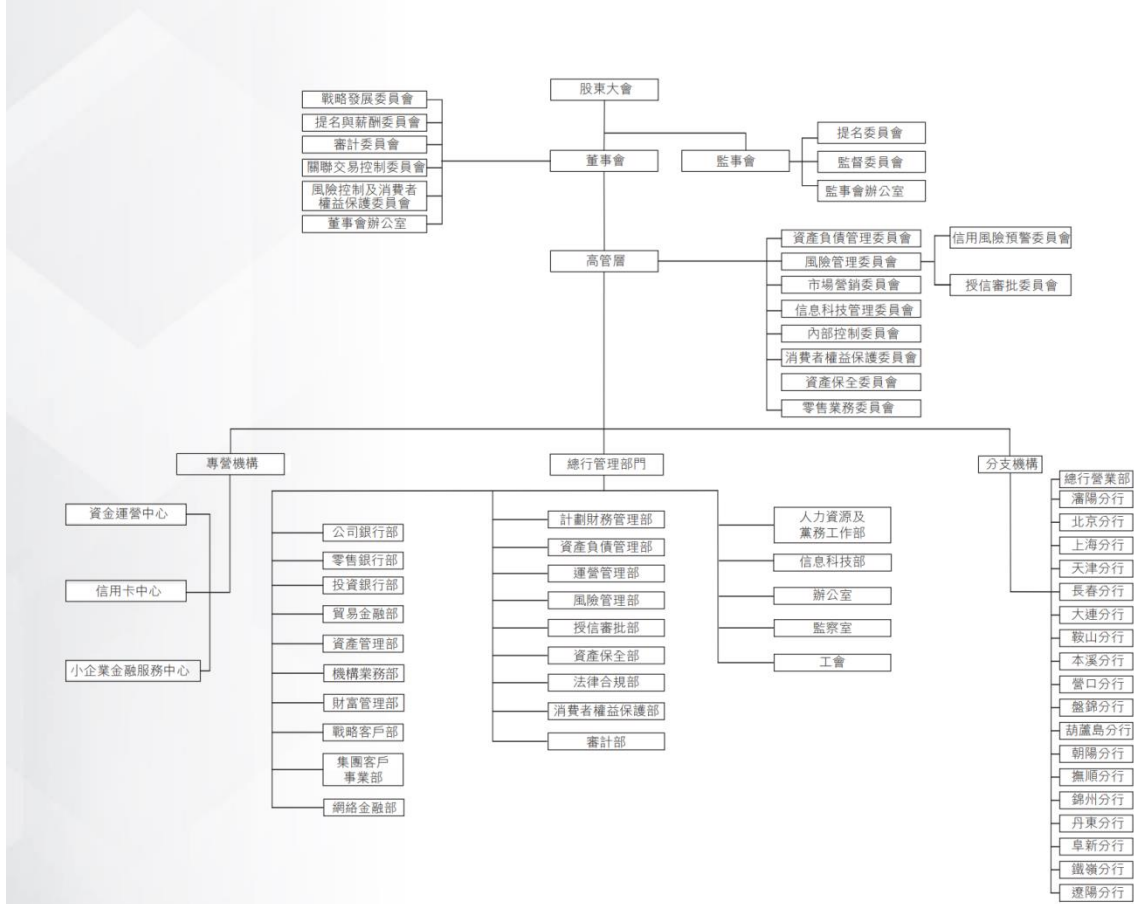 股東大會
戰略發展委員會
提名與薪酬委員會
審計委員會
關聯交易控制委員會
風險控制及消費者
權益保護委員會
董事會辦公室
董事會
監事會
提名委員會
監督委員會
監事會辦公室
高管層
資產負債管理委員會
風險管理委員會
市場營銷委員會
信息科技管理委員會
內部控制委員會
消費者權益保護委員會
資產保全委員會
零售業務委員會
信用風險預警委員會
授信審批委員會
專營機構
總行管理部門
分支機構
資金運營中心
信用卡中心
小企業金融服務中心
公司銀行部
零售銀行部
投資銀行部
貿易金融部
資產管理部
機構業務部
財富管理部
戰略客戶部
集團客戶
事業部
網絡金融部
計劃財務管理部
資產負債管理部
運營管理部
風險管理部
授信審批部
資產保全部
法律合規部
消費者權益保護部
審計部
人力資源及
黨務工作部
信息科技部
辦公室
監察室
工會
總行營業部
瀋陽分行
北京分行
上海分行
天津分行
長春分行
大連分行
鞍山分行
本溪分行
營口分行
盤錦分行
葫蘆島分行
朝陽分行
撫順分行
錦州分行
丹東分行
阜新分行
鐵嶺分行
遼陽分行